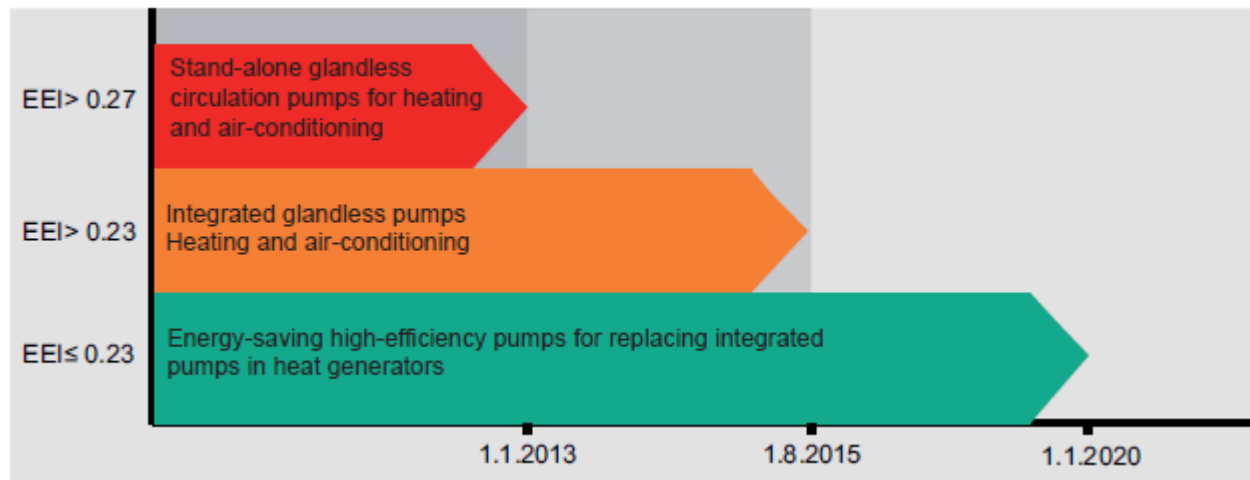 EEI> 0.27
Stand-alone glandless
circulation pumps for heating
and air-conditioning
EEI> 0.23
Integrated glandless pumps
Heating and air-conditioning
EEI≤ 0.23
Energy-saving high-efficiency pumps for replacing integrated
pumps in heat generators
1.1.2013
1.8.2015
1.1.2020